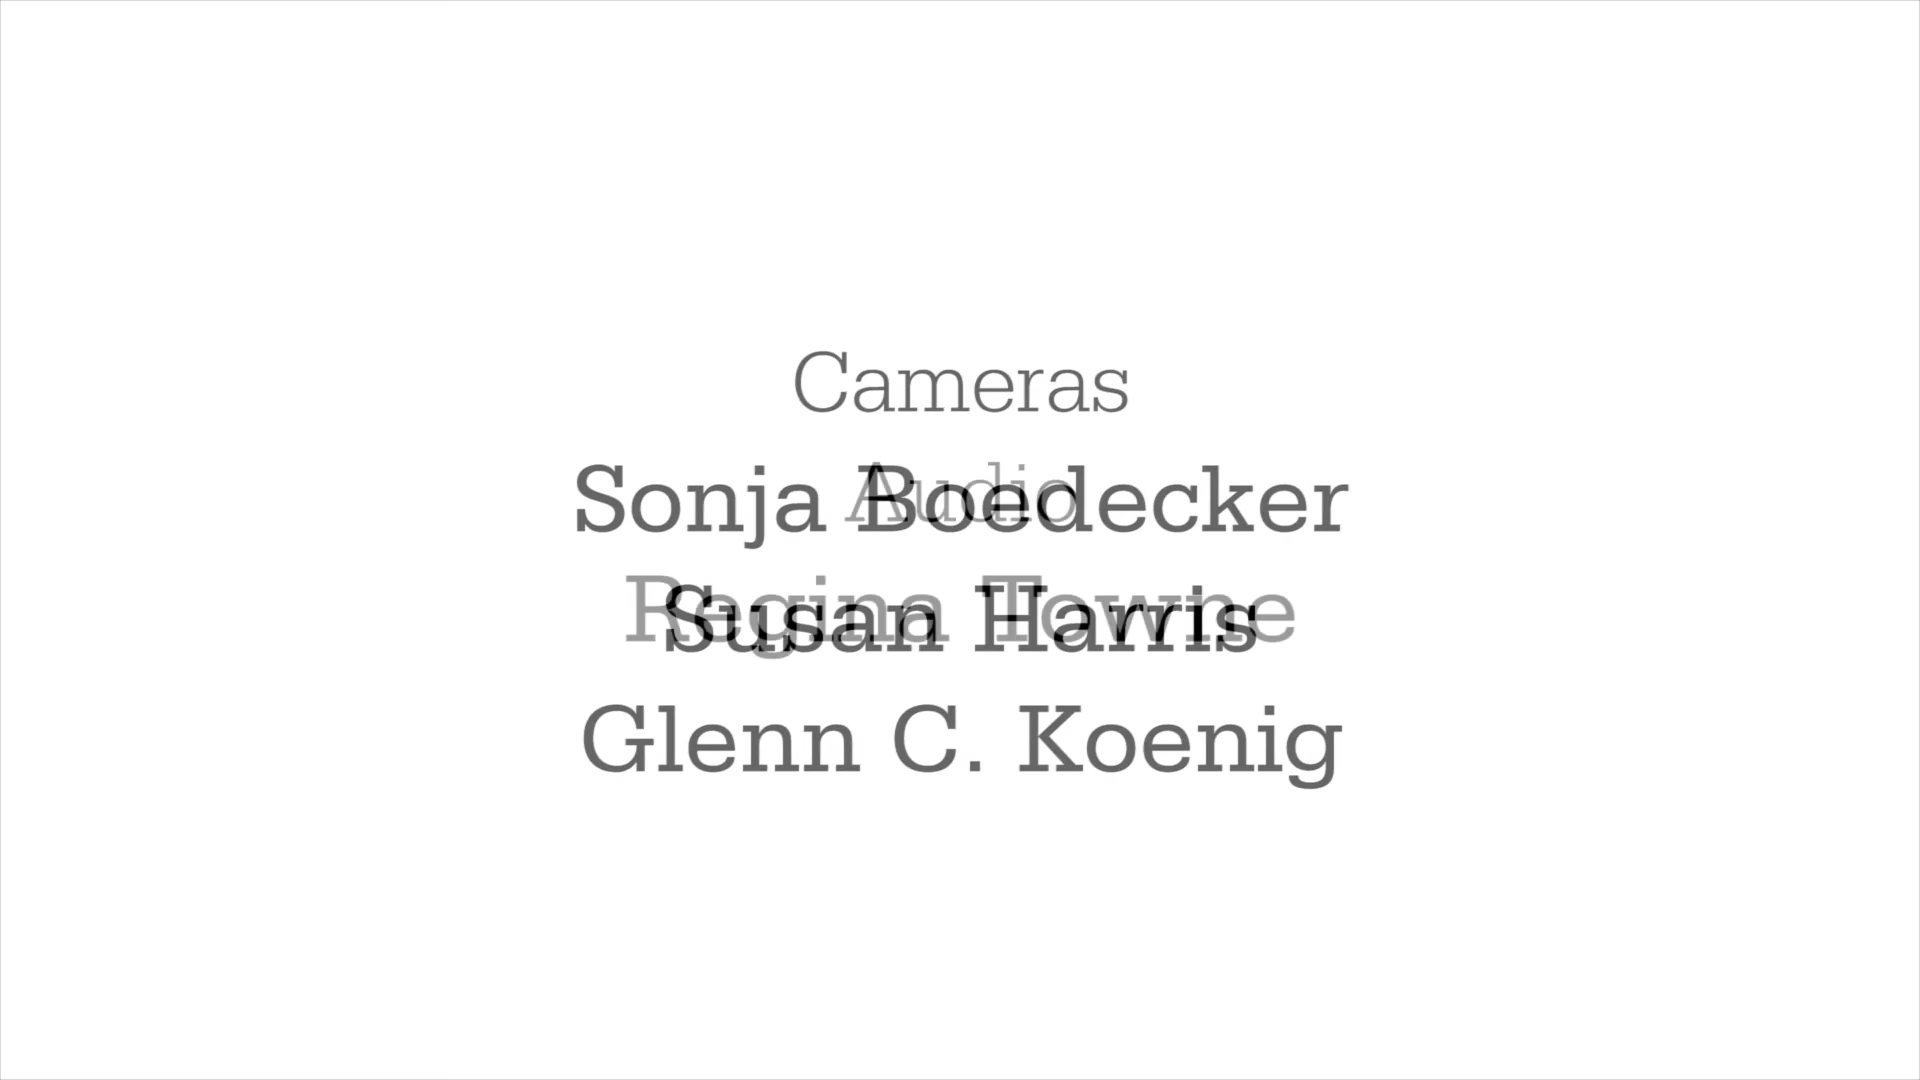 Cameras
Sonja Boedecker
Audio
Susan Harris
Regina Towne
Glenn C. Koenig